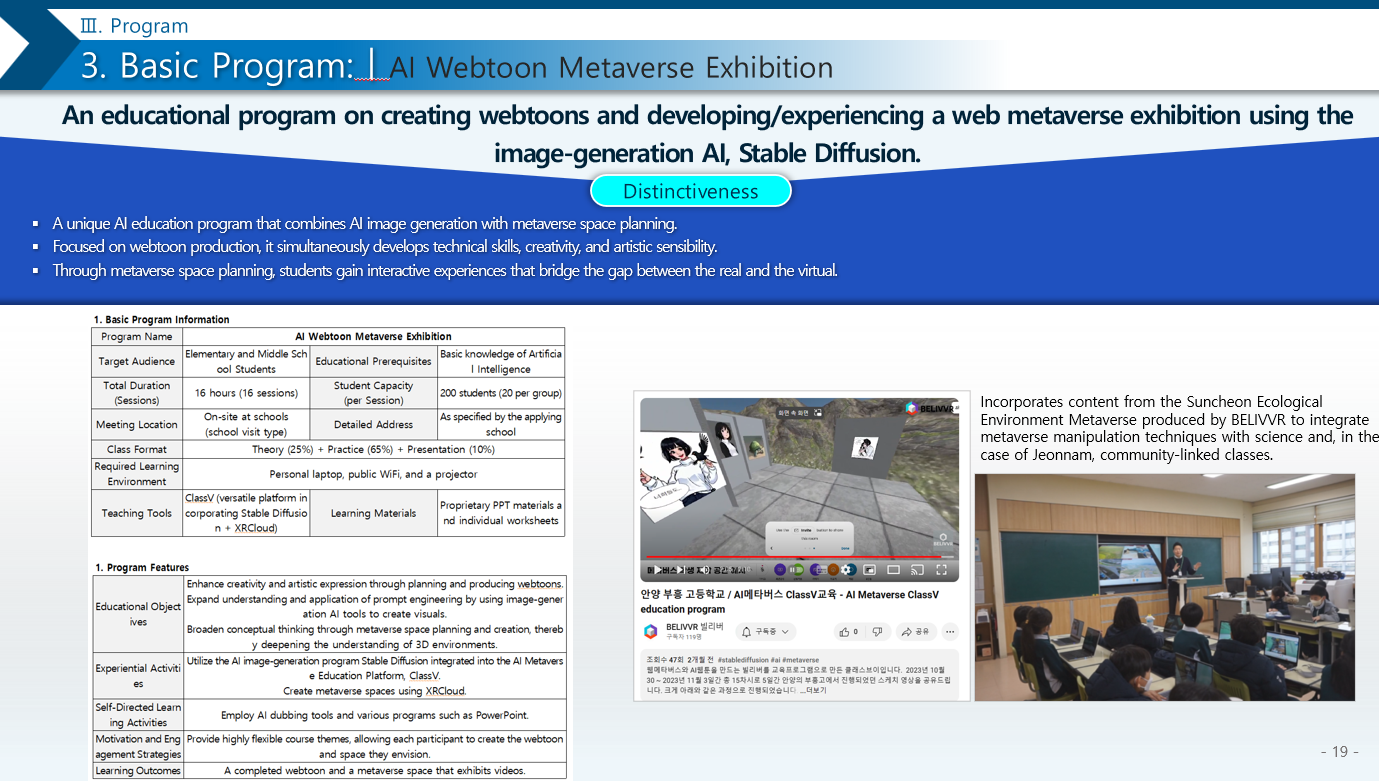 Ⅲ. Program
3. Basic Program: | AI Webtoon Metaverse Exhibition
An educational program on creating webtoons and developing/experiencing a web metaverse exhibition using the
image-generation AI, Stable Diffusion.
Distinctiveness
▪ A unique AI education program that combines AI image generation with metaverse space planning.
▪ Focused on webtoon production, it simultaneously develops technical skills, creativity, and artistic sensibility.
▪ Through metaverse space planning, students gain interactive experiences that bridge the gap between the real and the virtual.
1. Basic Program Information
Program Name
AI Webtoon Metaverse Exhibition
Target Audience
Elementary and Middle Sch
ool Students
Educational Prerequisites
Basic knowledge of Artificia
l Intelligence
Total Duration
(Sessions)
16 hours (16 sessions)
Student Capacity
(per Session)
200 students (20 per group)
Meeting Location
On-site at schools
(school visit type)
Detailed Address
As specified by the applying
school
Class Format
Theory (25%) + Practice (65%) + Presentation (10%)
Required Learning
Environment
Personal laptop, public WiFi, and a projector
Teaching Tools
ClassV (versatile platform in
corporating Stable Diffusio
n + XRCloud)
Learning Materials
Proprietary PPT materials a
nd individual worksheets
1. Program Features
Educational Object
ives
Enhance creativity and artistic expression through planning and producing webtoons.
Expand understanding and application of prompt engineering by using image-gener
ation AI tools to create visuals.
Broaden conceptual thinking through metaverse space planning and creation, thereb
y deepening the understanding of 3D environments.
Experiential Activiti
es
Utilize the AI image-generation program Stable Diffusion integrated into the AI Metavers
e Education Platform, ClassV.
Create metaverse spaces using XRCloud.
Self-Directed Learn
ing Activities
Employ AI dubbing tools and various programs such as PowerPoint.
Motivation and Eng
agement Strategies
Provide highly flexible course themes, allowing each participant to create the webtoon
and space they envision.
Learning Outcomes
A completed webtoon and a metaverse space that exhibits videos.
화면 속 화면
BELIVVR
BELIVVR
안양 부흥 고등학교 / AI메타버스 ClassV교육 - AI Metaverse ClassV
education program
BELIVVR 빌리버
구독자 119명
구독중
0
공유
조회수 47회 2개월 전 #stablediffusion #ai #metaverse
웹메타버스와 AI웹툰을 만드는 빌리버를 교육프로그램으로 만든 클래스브이입니다. 2023년 10월
30 ~ 2023년 11월 3일간 총 15차시로 5일간 안양의 부흥고에서 진행되었던 스케치 영상을 공유드립
니다. 크게 아래와 같은 과정으로 진행되었습니다 ...더보기
Incorporates content from the Suncheon Ecological
Environment Metaverse produced by BELIVVR to integrate
metaverse manipulation techniques with science and, in the
case of Jeonnam, community-linked classes.
- 19 -